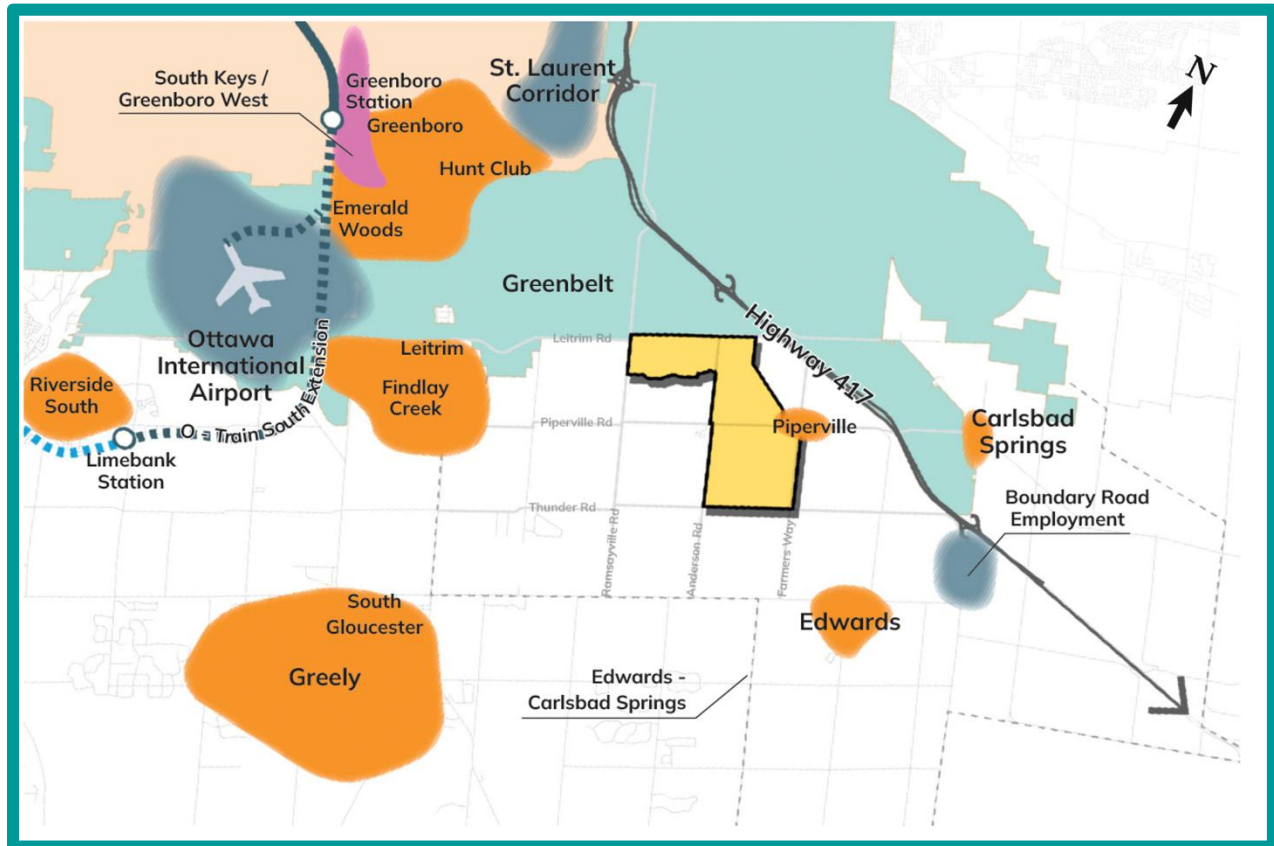 N
South Keys /
Greenboro West
Greenboro
Station
Greenboro
St. Laurent
Corridor
Hunt Club
Emerald
Woods
Greenbelt
Highway 417
Ottawa
International
Airport
O - Train South Extension
Leitrim
Findlay
Creek
Leitrim Rd
Riverside
South
Limebank
Station
Piperville Rd
Piperville
Carlsbad
Springs
Thunder Rd
Ramsayville Rd
Anderson Rd
Farmers Way
Boundary Road
Employment
South
Gloucester
Greely
Edwards
Edwards -
Carlsbad Springs